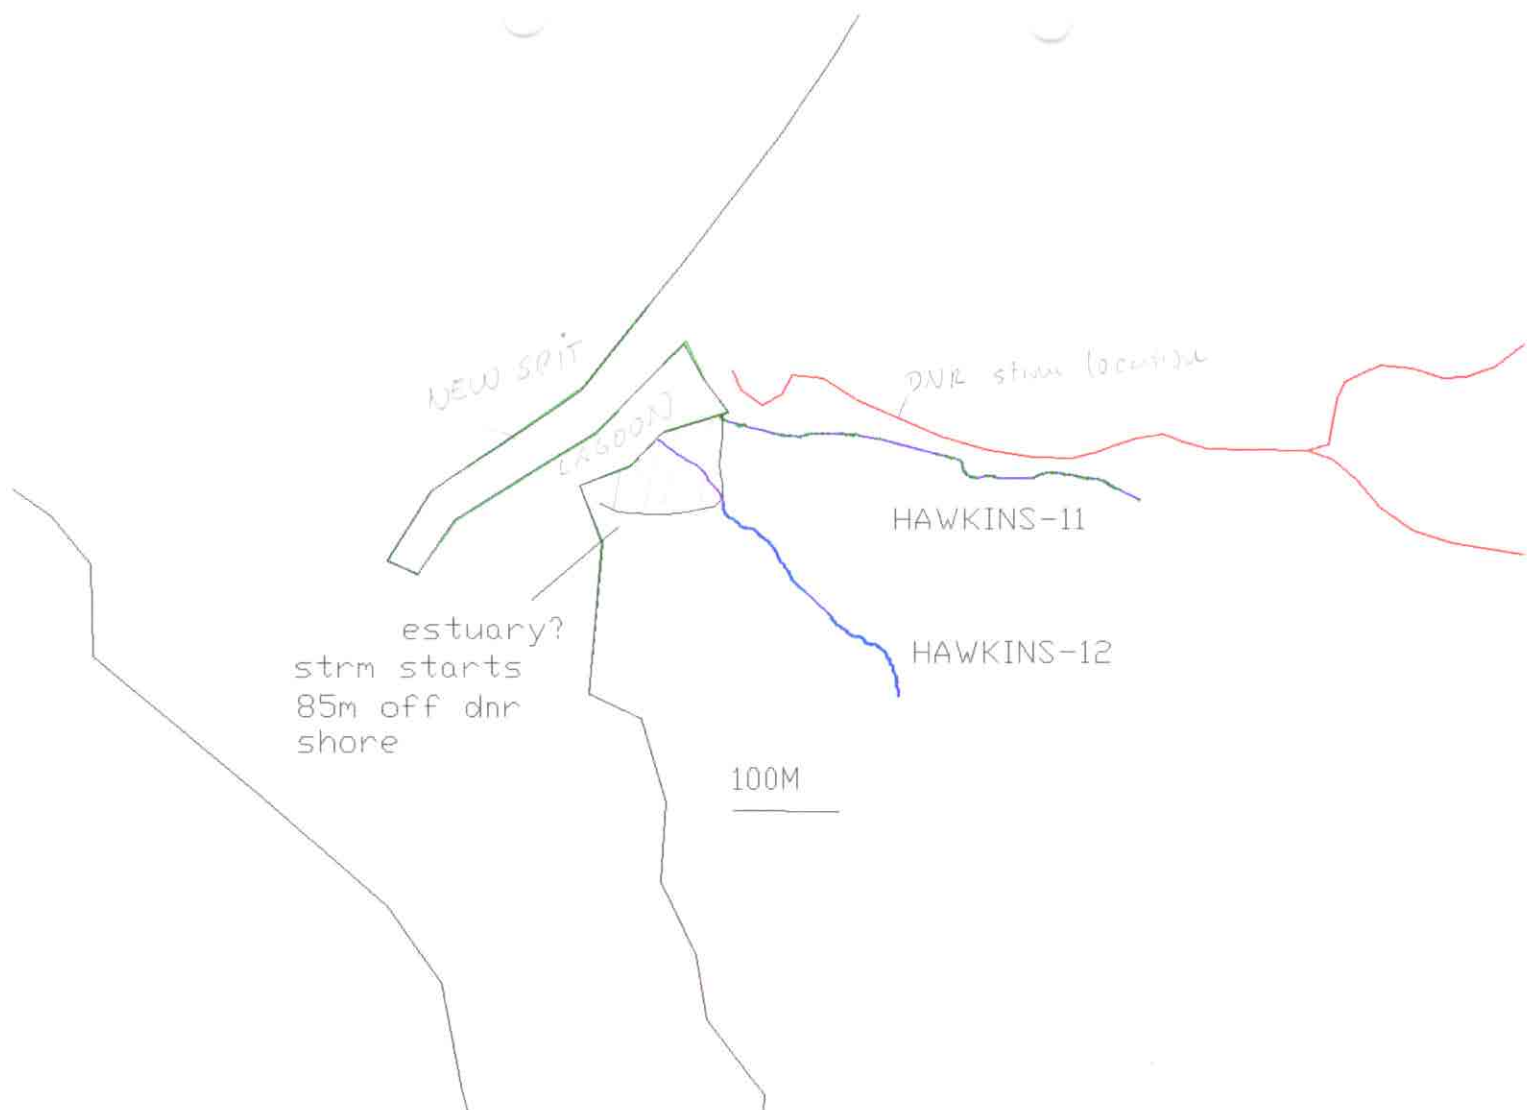 NEW SPIT
LAGOON
DNR strm location
HAWKINS-11
estuary?
strm starts
85m off dnr
shore
HAWKINS-12
100M